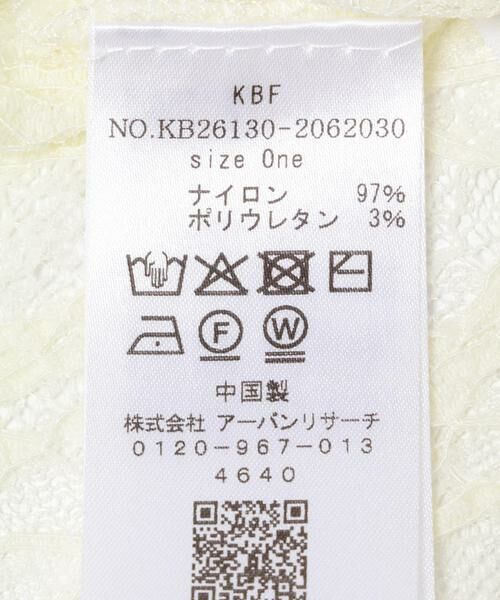 KBF
NO.KB26130-2062030
size One
ナイロン 97%
ポリウレタン 3%
F W
中国製
株式会社 アーバンリサーチ
0120-967-013
4640